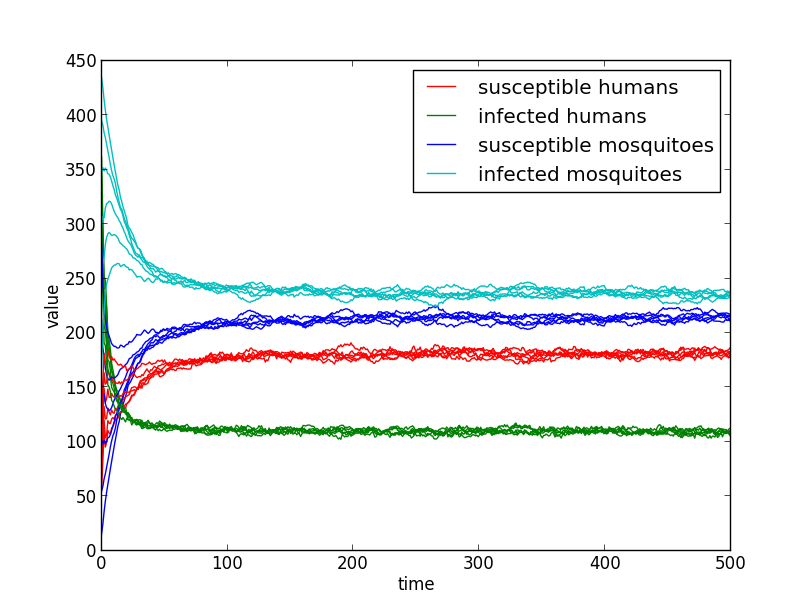 450
400
350
300
250
200
150
100
50
0
value
susceptible humans
infected humans
susceptible mosquitoes
infected mosquitoes
0 100 200 300 400 500
time